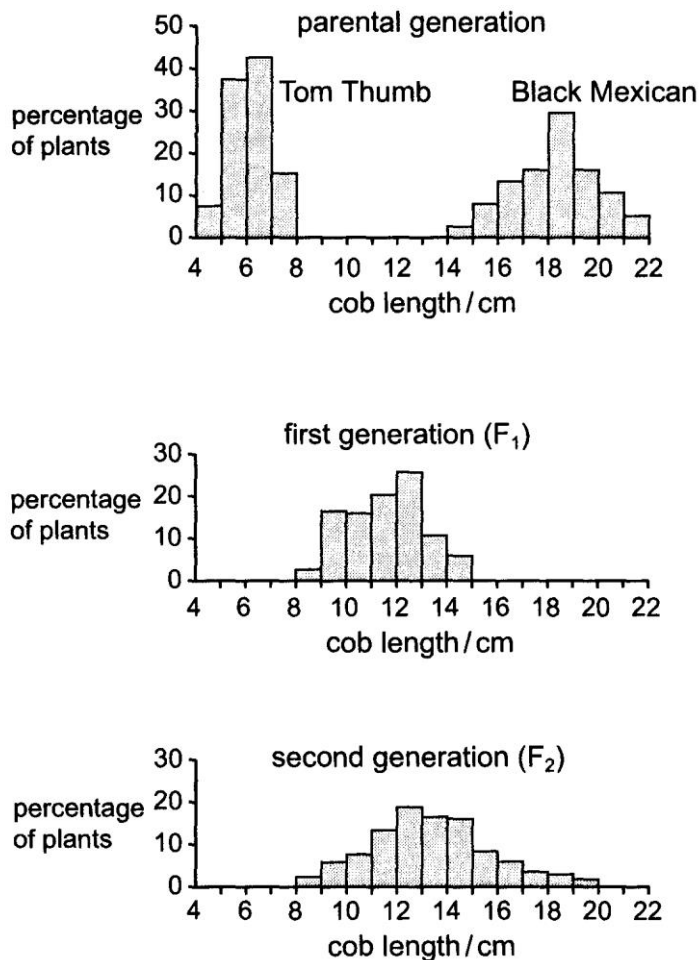 parental generation
50
40
30
20
10
0
percentage
of plants
Tom Thumb
Black Mexican
4 6 8 10 12 14 16 18 20 22
cob length/cm
first generation (F₁)
30
20
10
0
percentage
of plants
4 6 8 10 12 14 16 18 20 22
cob length/cm
second generation (F₂)
30
20
10
0
percentage
of plants
4 6 8 10 12 14 16 18 20 22
cob length/cm